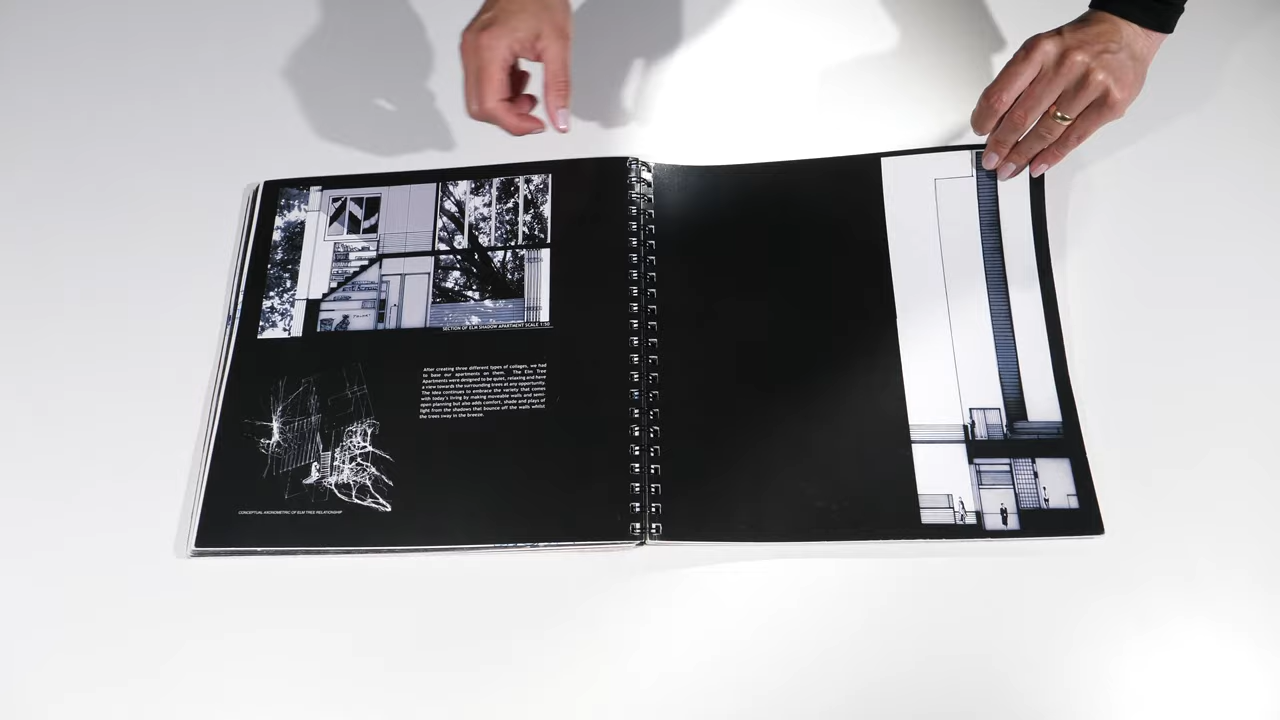 SECTION OF ELM SHADOW APARTMENT SCALE 1:50
After creating three different types of collages, we had
to base our apartments on them. The Elm Tree
Apartments were designed to be quiet, relaxing and have
a view towards the surrounding trees at any opportunity.
The idea continues to embrace the variety that comes
with today's living by making moveable walls and semi-
open planning but also adds comfort, shade and plays of
light from the shadows that bounce off the walls whilst
the trees sway in the breeze.
CONCEPTUAL AXONOMETRIC OF ELM TREE RELATIONSHIP